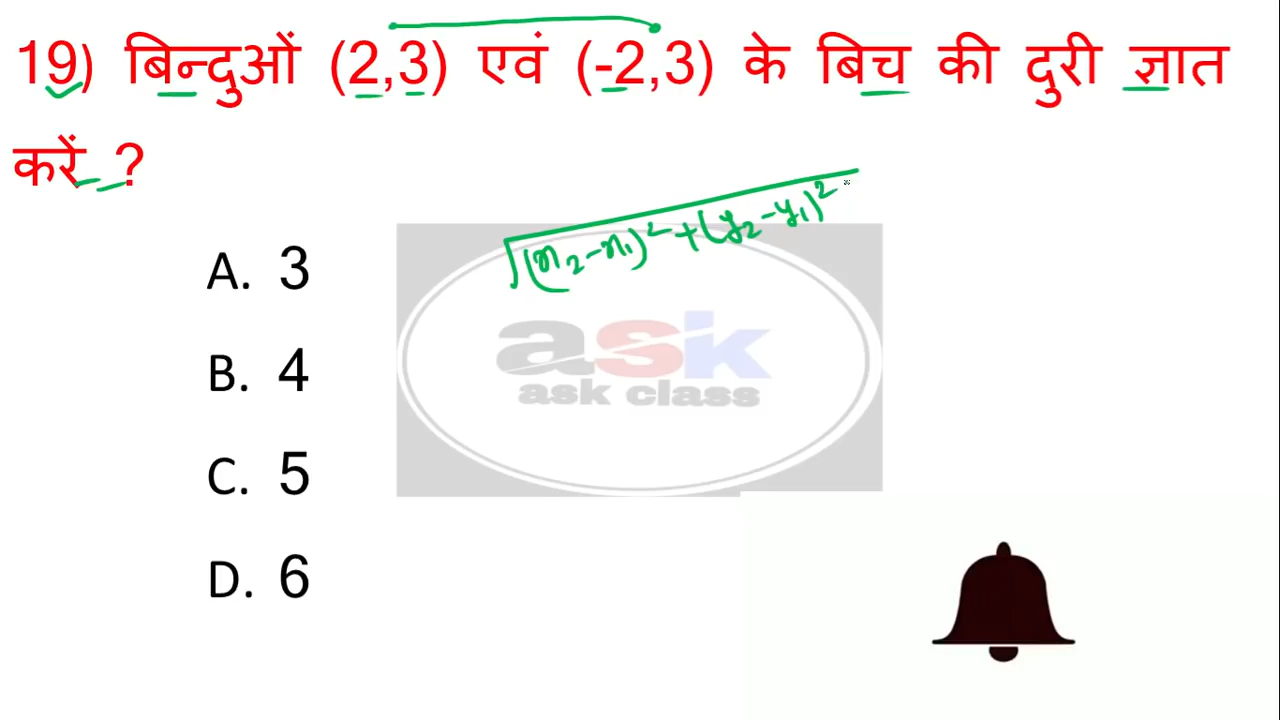 19) बिन्दुओं (2,3) एवं (-2,3) के बिच की दुरी ज्ञात
करें ?
√(x₂-x₁)²+(y₂-y₁)²
A. 3
B. 4
C. 5
D. 6
ask
ask class